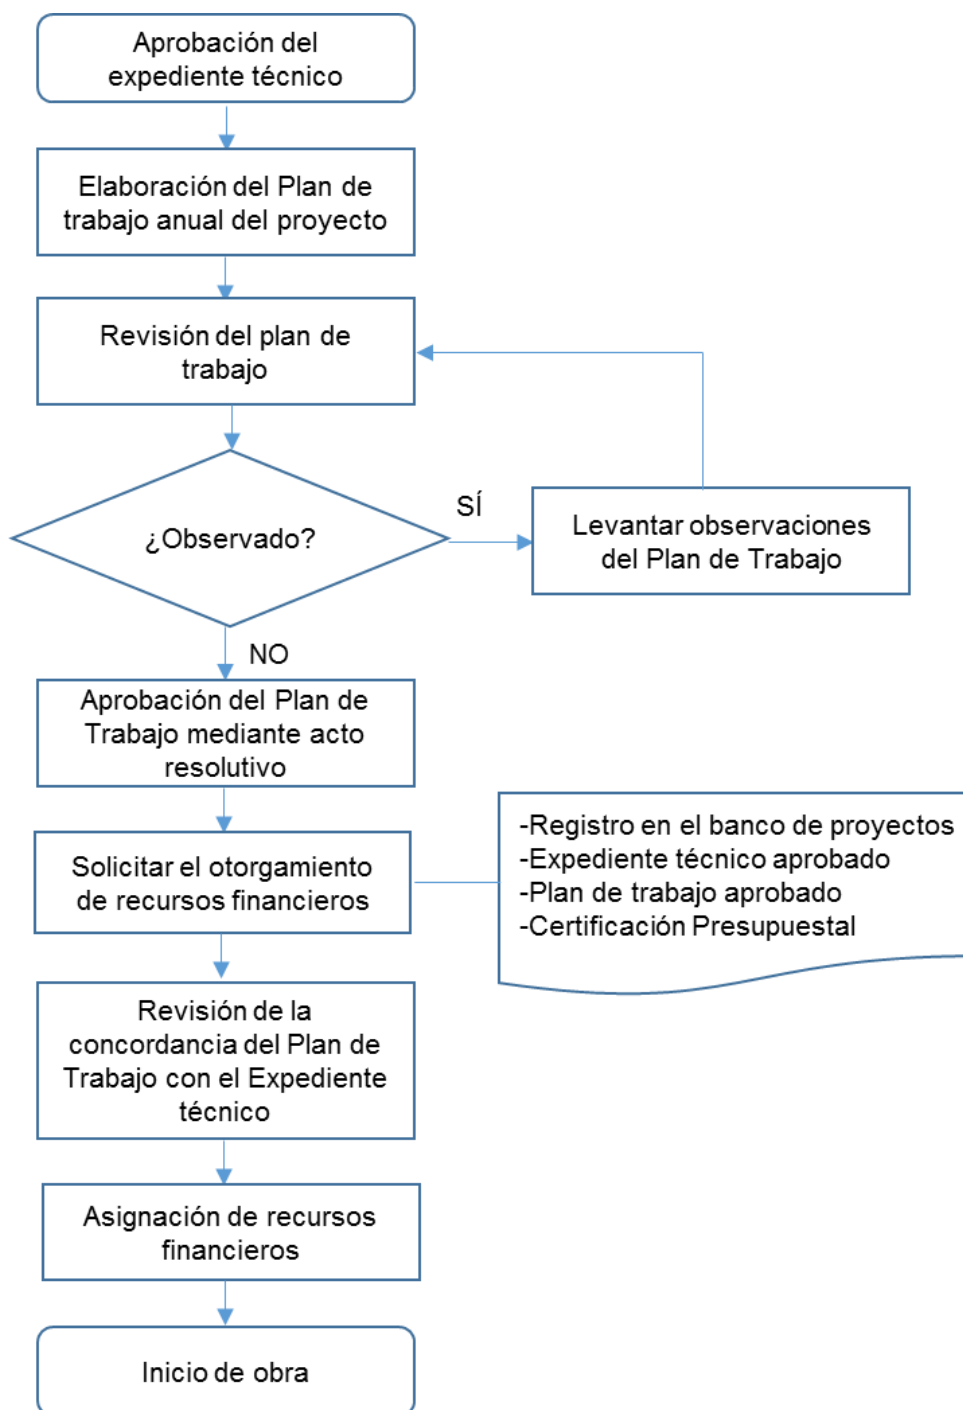 Aprobación del
expediente técnico
Elaboración del Plan de
trabajo anual del proyecto
Revisión del plan de
trabajo
¿Observado?
SÍ
Levantar observaciones
del Plan de Trabajo
NO
Aprobación del Plan de
Trabajo mediante acto
resolutivo
Solicitar el otorgamiento
de recursos financieros
-Registro en el banco de proyectos
-Expediente técnico aprobado
-Plan de trabajo aprobado
-Certificación Presupuestal
Revisión de la
concordancia del Plan de
Trabajo con el Expediente
técnico
Asignación de recursos
financieros
Inicio de obra